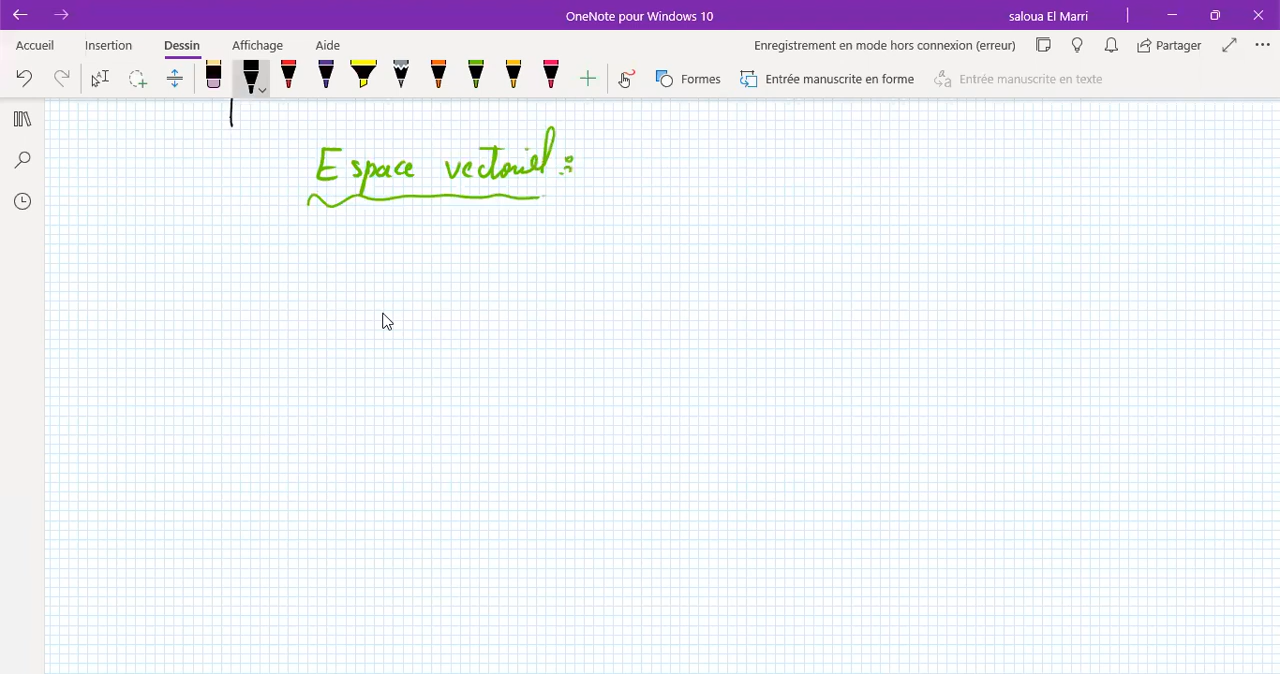 OneNote pour Windows 10
saloua El Marri
Accueil Insertion Dessin Affichage Aide
Enregistrement en mode hors connexion (erreur)
Partager
Formes Entrée manuscrite en forme Entrée manuscrite en texte
Espace vectoriel :